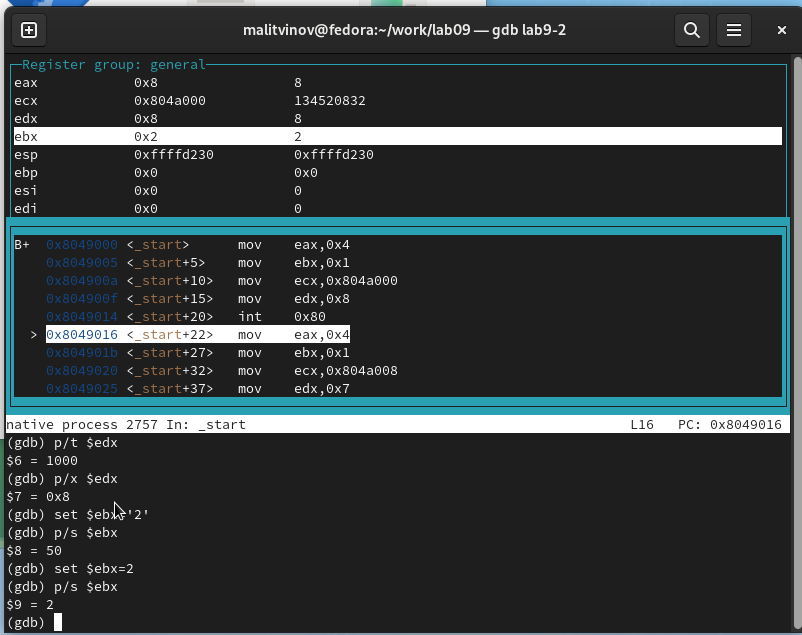 malitvinov@fedora:~/work/lab09 — gdb lab9-2
Register group: general
eax 0x8 8
ecx 0x804a000 134520832
edx 0x8 8
ebx 0x2 2
esp 0xffffd230 0xffffd230
ebp 0x0 0x0
esi 0x0 0
edi 0x0 0
B+ 0x8049000 <_start> mov eax,0x4
0x8049005 <_start+5> mov ebx,0x1
0x804900a <_start+10> mov ecx,0x804a000
0x804900f <_start+15> mov edx,0x8
0x8049014 <_start+20> int 0x80
> 0x8049016 <_start+22> mov eax,0x4
0x804901b <_start+27> mov ebx,0x1
0x8049020 <_start+32> mov ecx,0x804a008
0x8049025 <_start+37> mov edx,0x7
native process 2757 In: _start L16 PC: 0x8049016
(gdb) p/t $edx
$6 = 1000
(gdb) p/x $edx
$7 = 0x8
(gdb) set $ebx='2'
(gdb) p/s $ebx
$8 = 50
(gdb) set $ebx=2
(gdb) p/s $ebx
$9 = 2
(gdb)